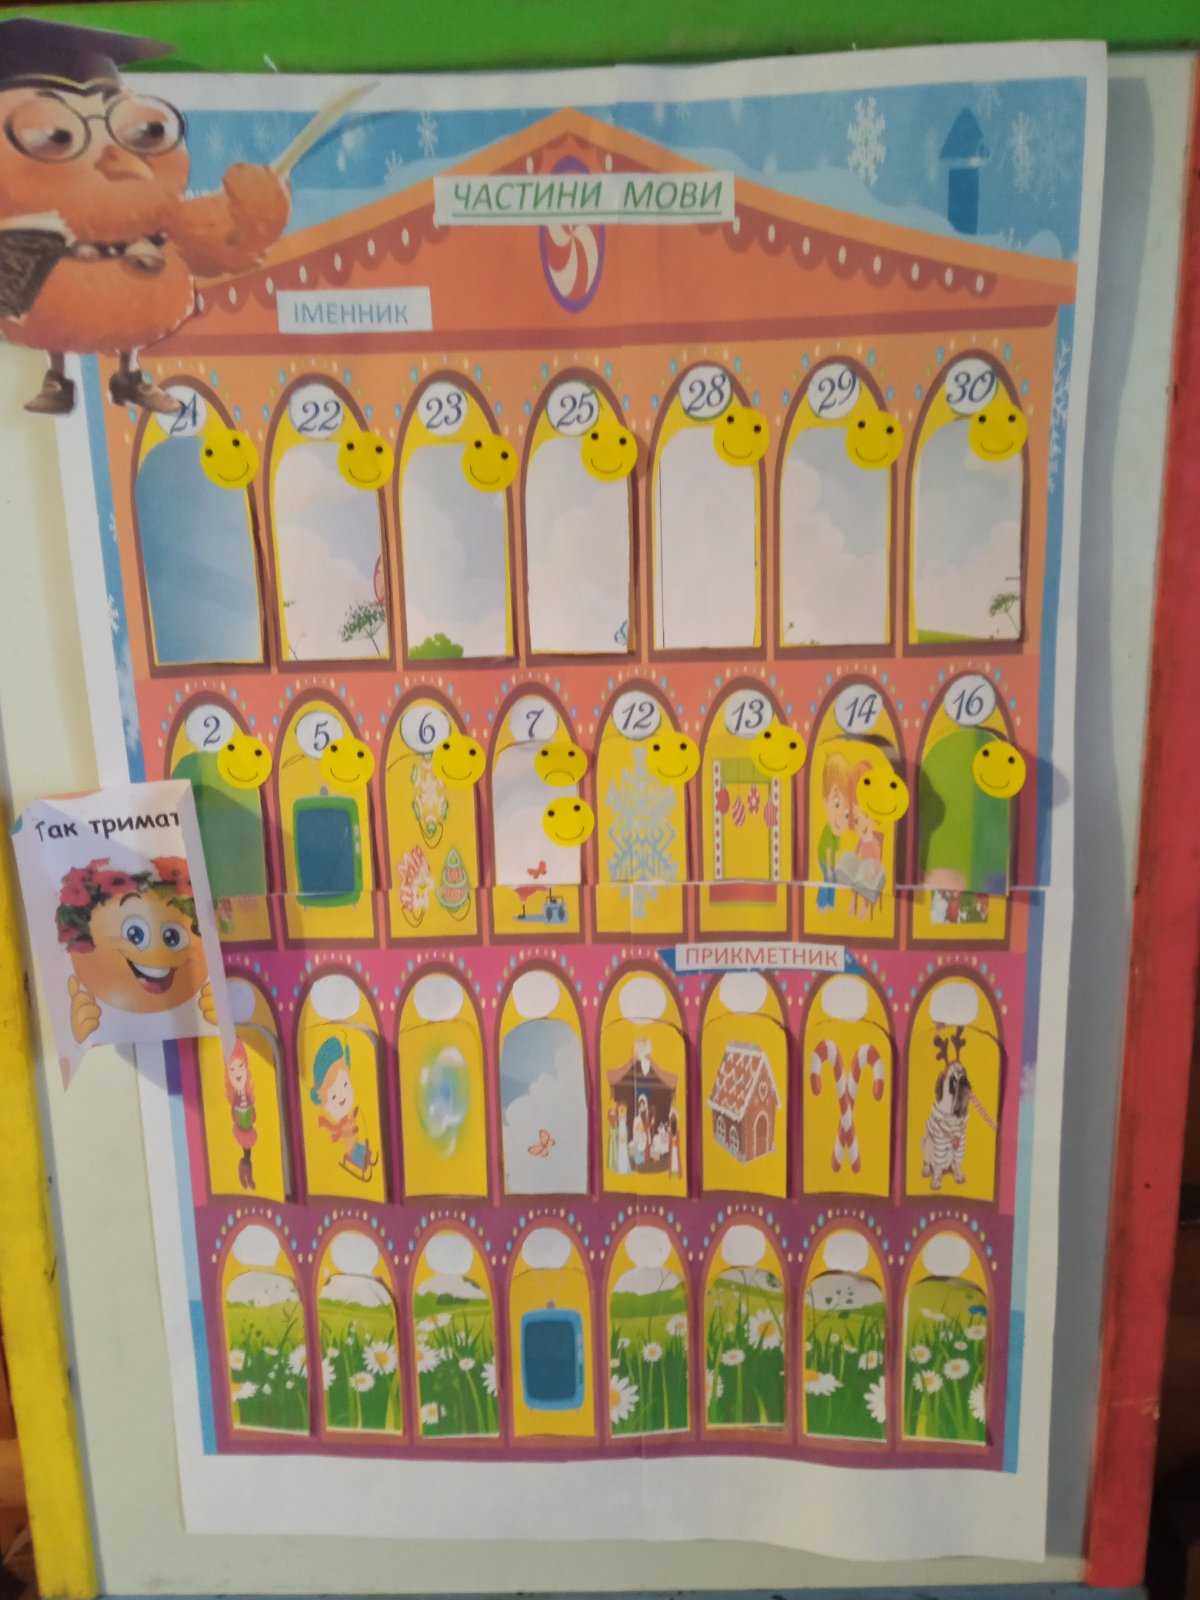 ЧАСТИНИ МОВИ
ІМЕННИК
21 22 23 25 28 29 30
2 5 6 7 12 13 14 16
Так тримат
ПРИКМЕТНИК